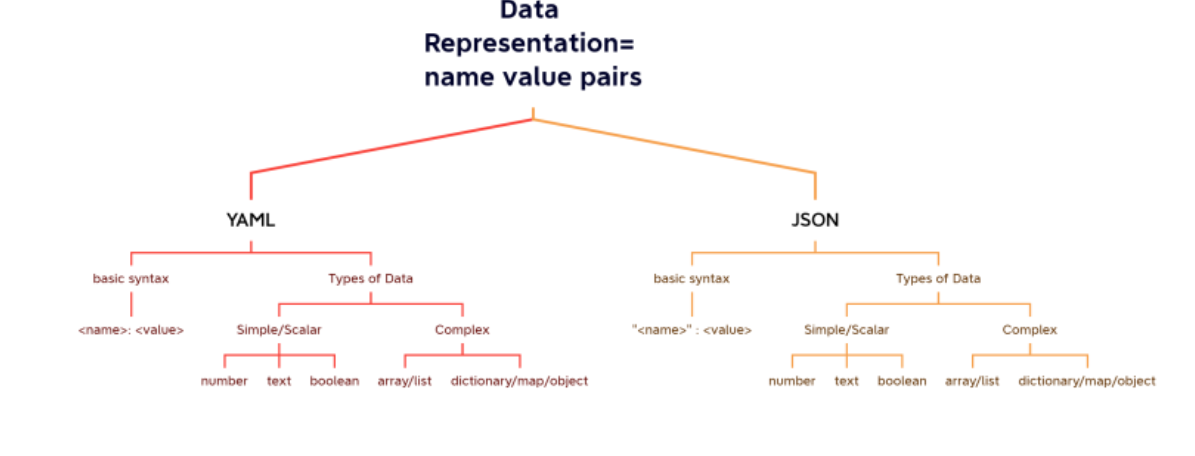 Data
Representation=
name value pairs
YAML
JSON
basic syntax
Types of Data
basic syntax
Types of Data
<name>: <value>
Simple/Scalar
Complex
"<name>" : <value>
Simple/Scalar
Complex
number
text
boolean
array/list
dictionary/map/object
number
text
boolean
array/list
dictionary/map/object